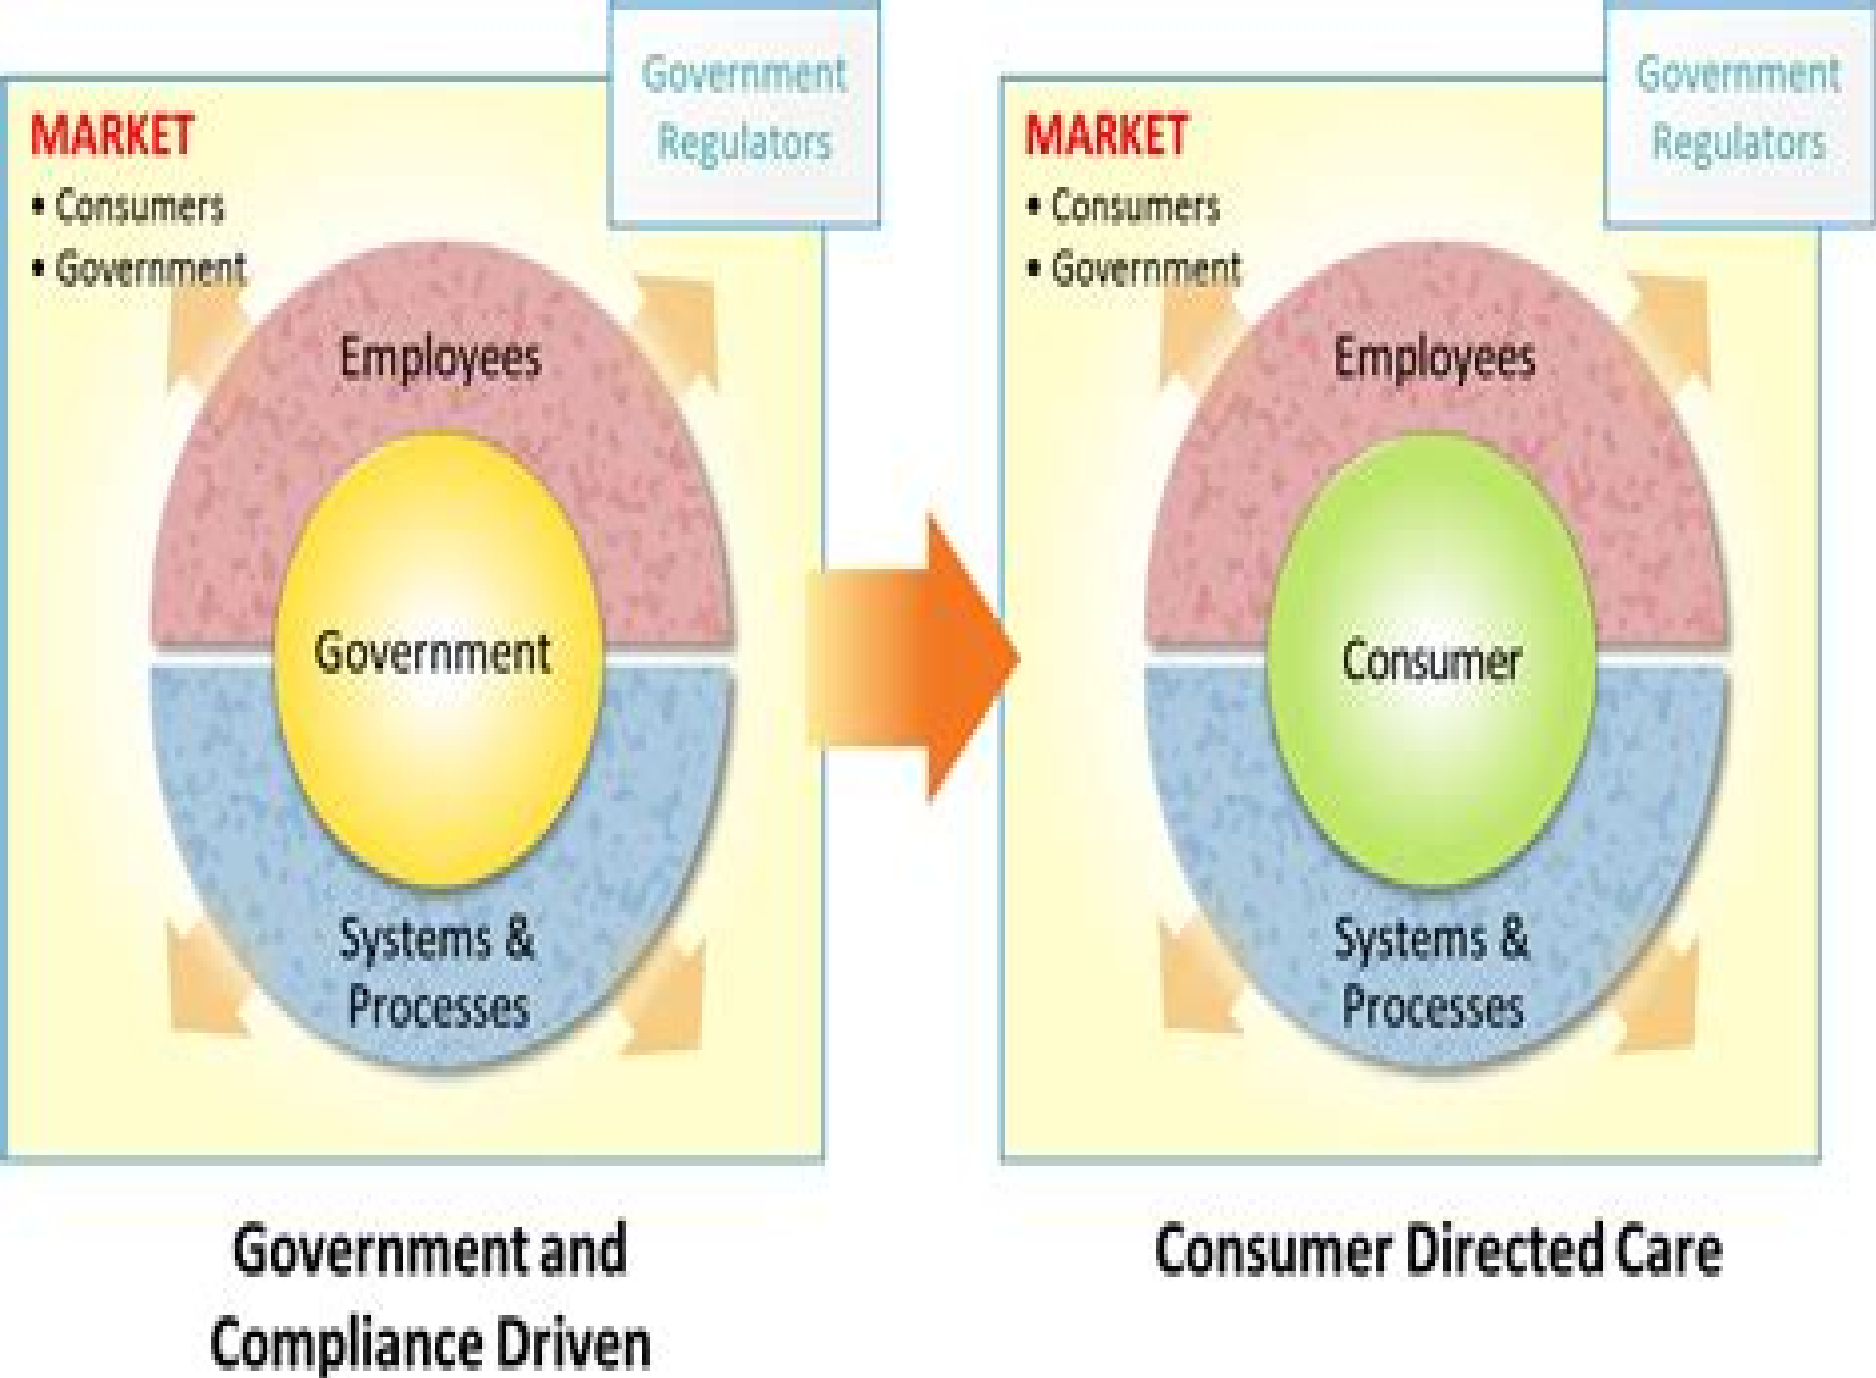 Government
Regulators
MARKET
• Consumers
• Government
Employees
Government
Systems &
Processes
Government and
Compliance Driven
Government
Regulators
MARKET
• Consumers
• Government
Employees
Consumer
Systems &
Processes
Consumer Directed Care